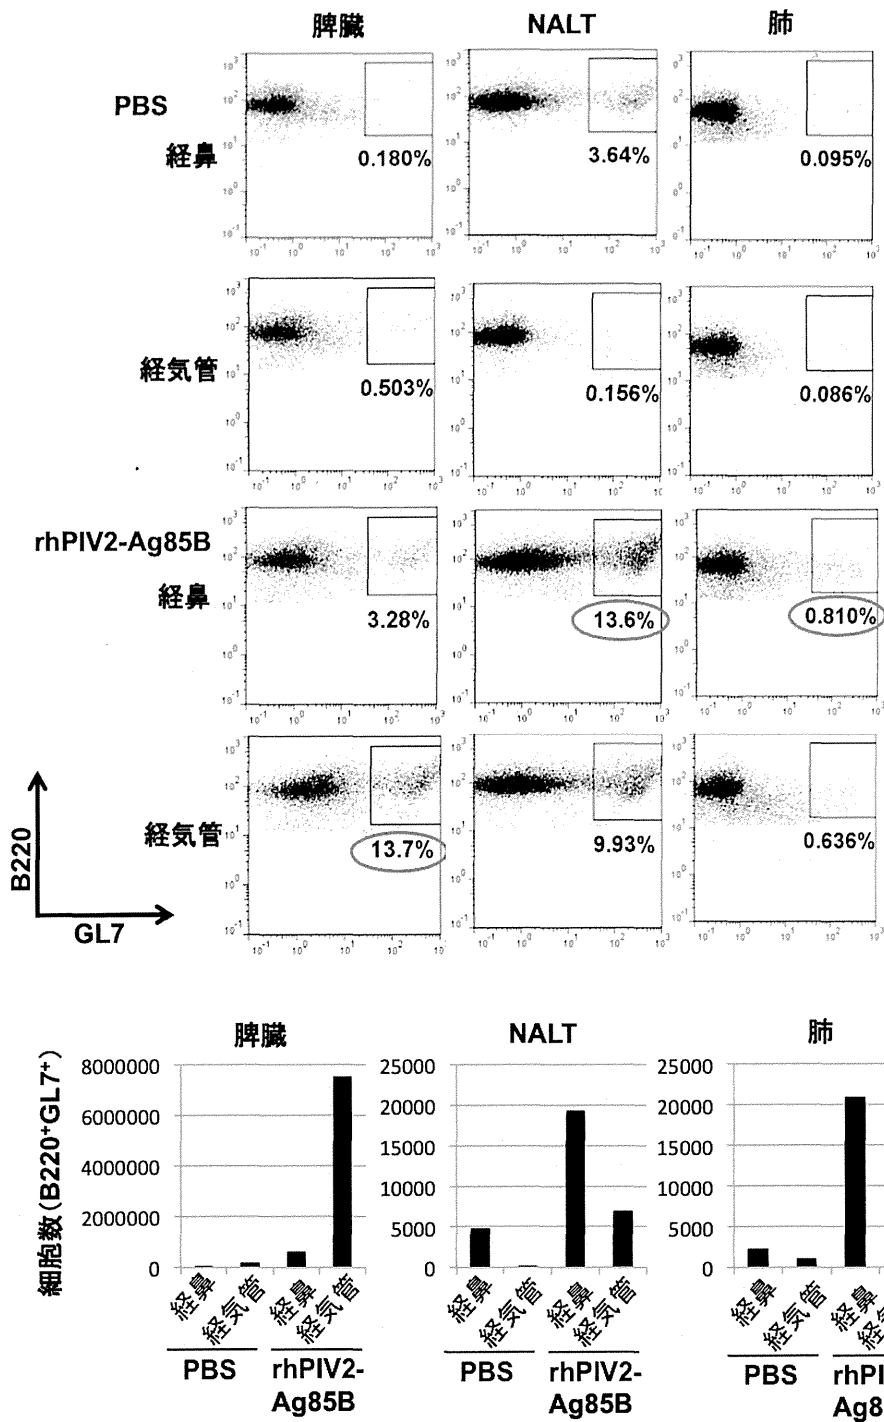 脾臓 NALT 肺
PBS
経鼻
0.180% 3.64% 0.095%
経気管
0.503% 0.156% 0.086%
rhPIV2-Ag85B
経鼻
3.28% 13.6% 0.810%
経気管
13.7% 9.93% 0.636%
B220
GL7
脾臓 NALT 肺
細胞数(B220⁺GL7⁺)
8000000 25000 25000
6000000 20000 20000
4000000 15000 15000
2000000 10000 10000
0 5000 5000
0 0
経鼻 経気管 経鼻 経気管 経鼻 経気管 経鼻 経気管 経鼻 経気管 経鼻
PBS rhPIV2- PBS rhPIV2- PBS rhPI
Ag85B Ag85B Ag8